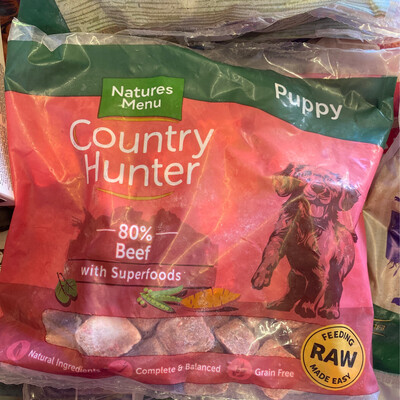 Natures
Menu
Puppy
Country
Hunter
80%
Beef
with Superfoods
Natural Ingredients
Complete & Balanced
Grain Free
FEEDING
RAW
MADE EASY